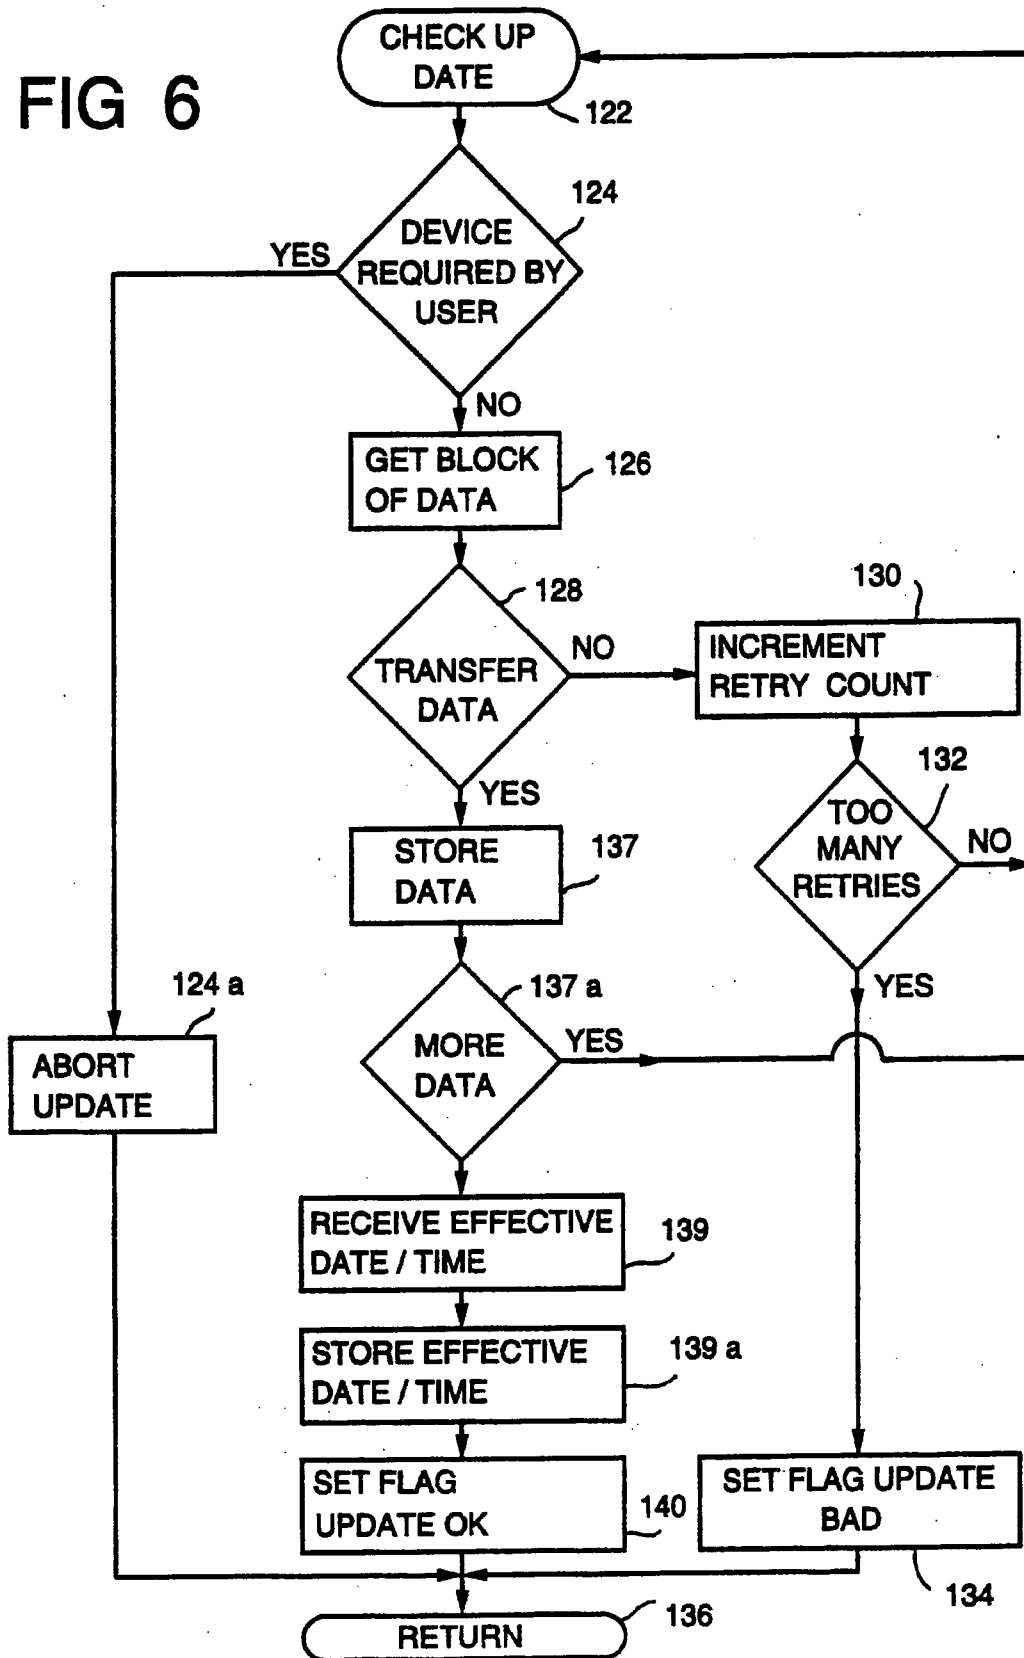 FIG 6
CHECK UP
DATE
122
124
DEVICE
REQUIRED BY
USER
YES
NO
GET BLOCK
OF DATA
126
128
TRANSFER
DATA
NO
130
INCREMENT
RETRY COUNT
132
TOO
MANY
RETRIES
NO
YES
YES
STORE
DATA
137
137 a
MORE
DATA
YES
124 a
ABORT
UPDATE
RECEIVE EFFECTIVE
DATE / TIME
139
STORE EFFECTIVE
DATE / TIME
139 a
SET FLAG
UPDATE OK
140
SET FLAG UPDATE
BAD
134
136
RETURN